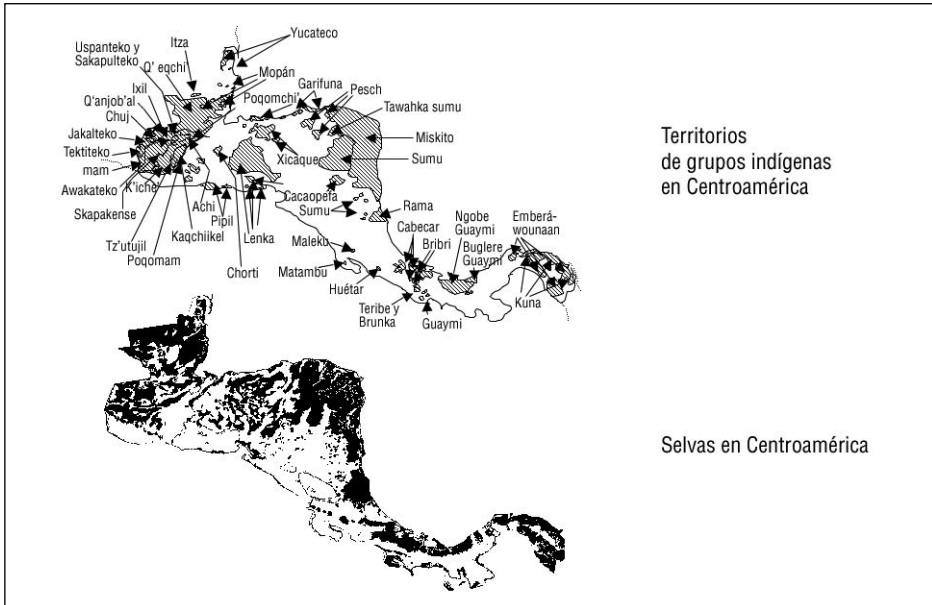 Yucateco
Itza
Uspanteko y
Sakapulteko
Q' eqchi'
Mopán
Ixil
Poqomchi'
Garifuna
Pesch
Q'anjob'al
Tawahka sumu
Chuj
Jakalteko
Miskito
Tektiteko
Xicaque
Sumu
mam
K'iche'
Awakateko
Skapakense
Achi
Pipil
Cacaopera
Sumu
Rama
Tz'utujil
Kaqchiikel
Lenka
Poqomam
Chorti
Maleku
Matambu
Huétar
Cabecar
Bribri
Ngobe
Guaymi
Buglere
Guaymi
Emberá-
wounaan
Kuna
Teribe y
Brunka
Guaymi
Territorios
de grupos indígenas
en Centroamérica
Selvas en Centroamérica